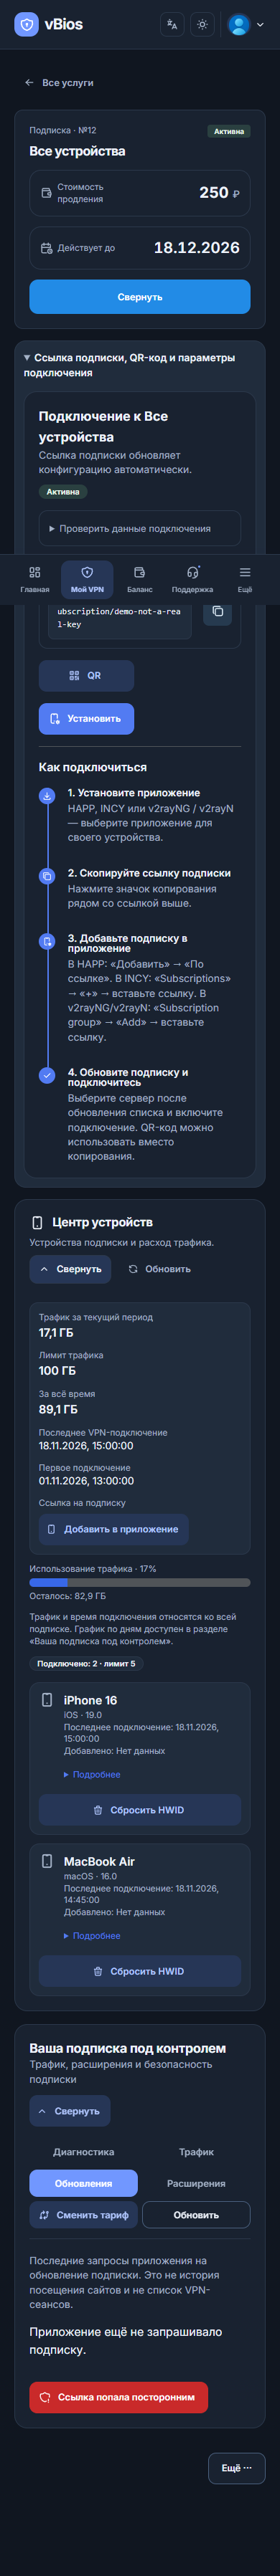 vBios
Все услуги
Подписка · №12
Активна
Все устройства
Стоимость
продления
250 ₽
Действует до
18.12.2026
Свернуть
▼ Ссылка подписки, QR-код и параметры
подключения
Подключение к Все
устройства
Ссылка подписки обновляет
конфигурацию автоматически.
Активна
▶ Проверить данные подключения
Главная
Мой VPN
Баланс
Поддержка
Ещё
ubscription/demo-not-a-rea
l-key
QR
Установить
Как подключиться
1. Установите приложение
HAPP, INCY или v2rayNG / v2rayN
— выберите приложение для
своего устройства.
2. Скопируйте ссылку подписки
Нажмите значок копирования
рядом со ссылкой выше.
3. Добавьте подписку в
приложение
В HAPP: «Добавить» → «По
ссылке». В INCY: «Subscriptions»
→ «+» → вставьте ссылку. В
v2rayNG/v2rayN: «Subscription
group» → «Add» → вставьте
ссылку.
4. Обновите подписку и
подключитесь
Выберите сервер после
обновления списка и включите
подключение. QR-код можно
использовать вместо
копирования.
Центр устройств
Устройства подписки и расход трафика.
Свернуть
Обновить
Трафик за текущий период
17,1 ГБ
Лимит трафика
100 ГБ
За всё время
89,1 ГБ
Последнее VPN-подключение
18.11.2026, 15:00:00
Первое подключение
01.11.2026, 13:00:00
Ссылка на подписку
Добавить в приложение
Использование трафика · 17%
Осталось: 82,9 ГБ
Трафик и время подключения относятся ко всей
подписке. График по дням доступен в разделе
«Ваша подписка под контролем».
Подключено: 2 · лимит 5
iPhone 16
iOS · 19.0
Последнее подключение: 18.11.2026,
15:00:00
Добавлено: Нет данных
▶ Подробнее
Сбросить HWID
MacBook Air
macOS · 16.0
Последнее подключение: 18.11.2026,
14:45:00
Добавлено: Нет данных
▶ Подробнее
Сбросить HWID
Ваша подписка под контролем
Трафик, расширения и безопасность
подписки
Свернуть
Диагностика
Трафик
Обновления
Расширения
Сменить тариф
Обновить
Последние запросы приложения на
обновление подписки. Это не история
посещения сайтов и не список VPN-
сеансов.
Приложение ещё не запрашивало
подписку.
Ссылка попала посторонним
Ещё ···